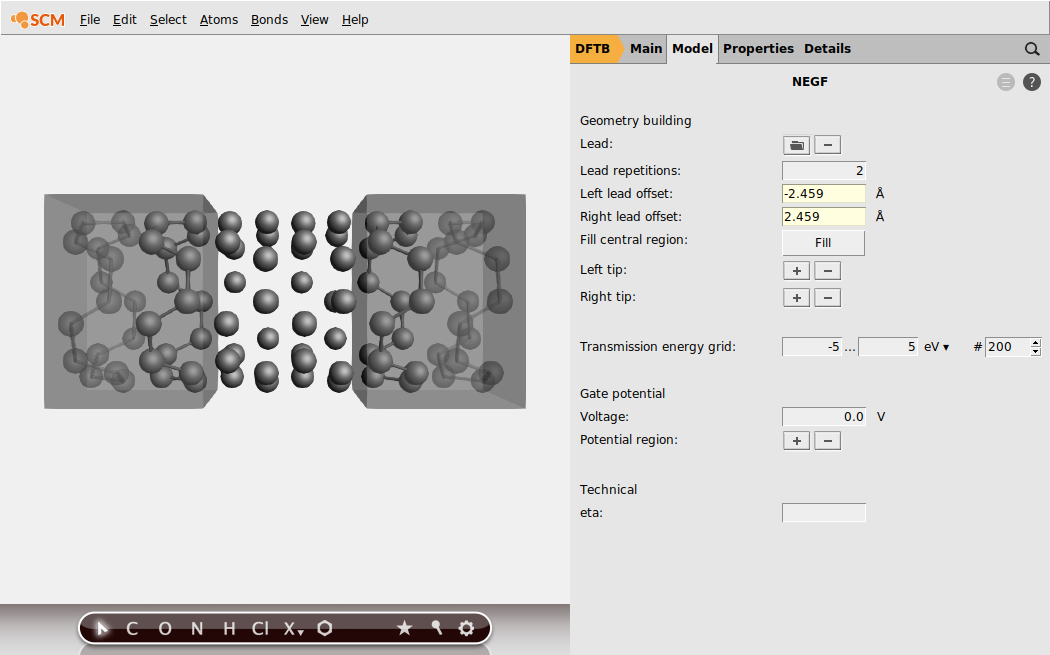 SCM File Edit Select Atoms Bonds View Help
DFTB Main Model Properties Details
NEGF
?
Geometry building
Lead:
Lead repetitions: 2
Left lead offset: -2.459 Å
Right lead offset: 2.459 Å
Fill central region: Fill
Left tip: + −
Right tip: + −
Transmission energy grid: -5 ... 5 eV # 200
Gate potential
Voltage: 0.0 V
Potential region: + −
Technical
eta:
C O N H Cl X